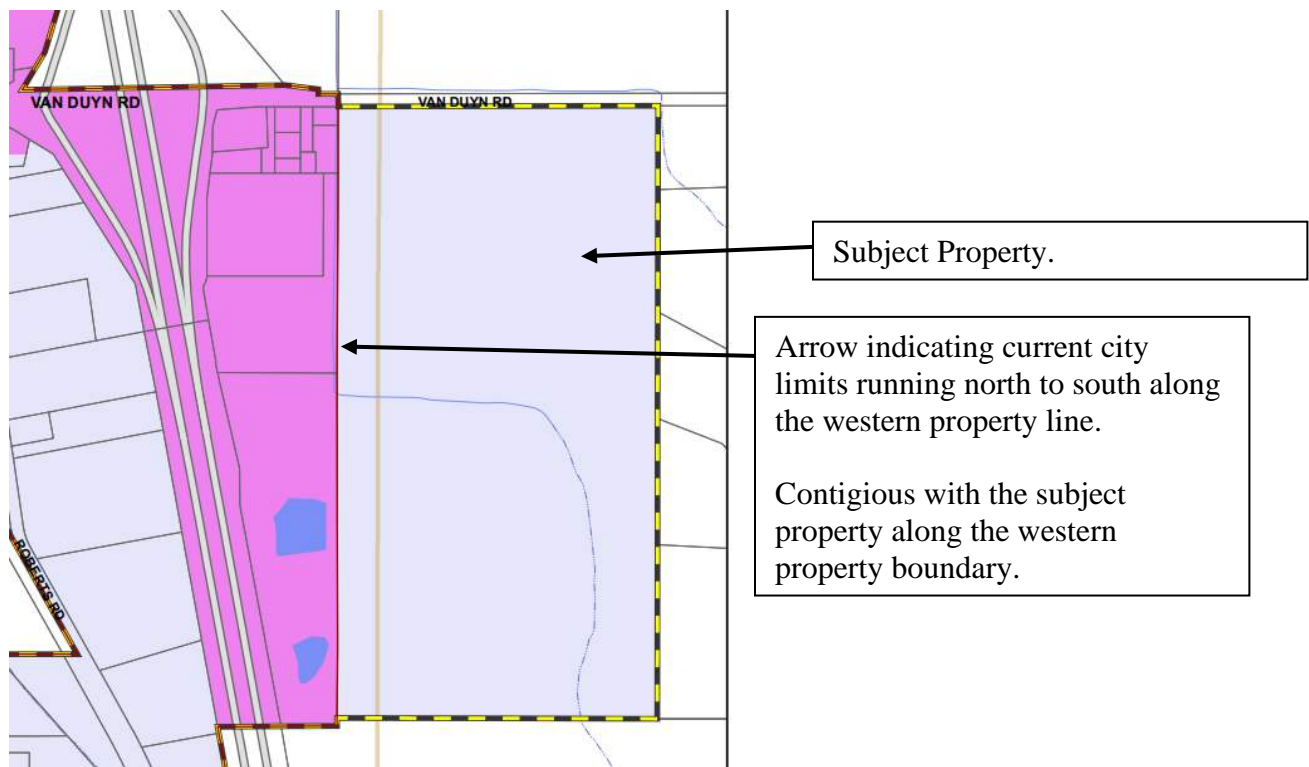 VAN DUYN RD
VAN DUYN RD
Subject Property.
Arrow indicating current city
limits running north to south along
the western property line.
Contigious with the subject
property along the western
property boundary.
ROBERTS RD